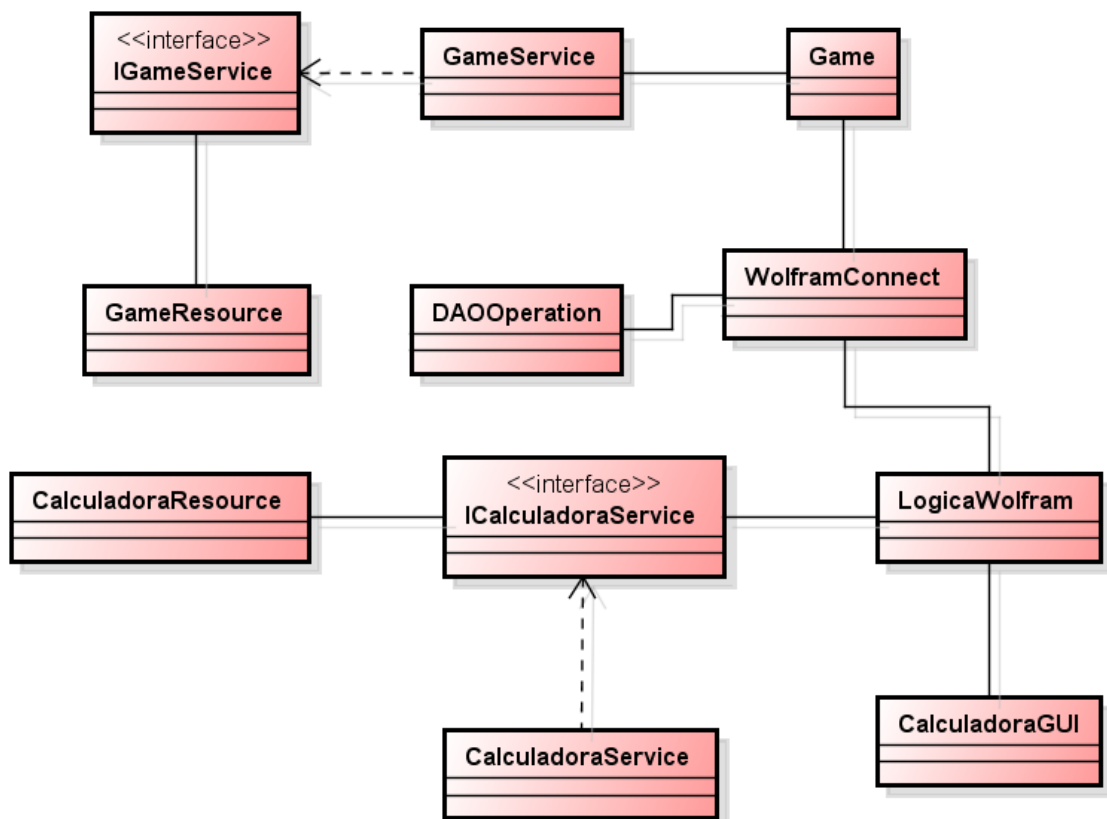 <<interface>>
IGameService
GameService
Game
GameResource
DAOOperation
WolframConnect
CalculadoraResource
<<interface>>
ICalculadoraService
LogicaWolfram
CalculadoraService
CalculadoraGUI